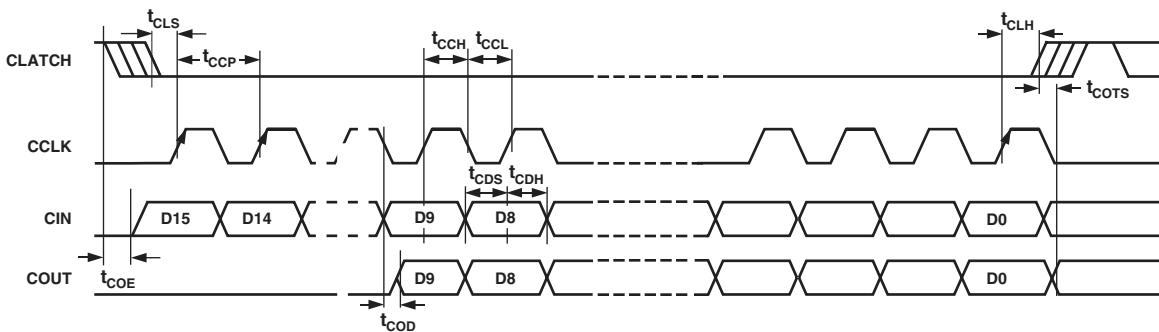 tCLS
tCLH
CLATCH
tCCP
tCCH
tCCL
tCOTS
CCLK
tCDS
tCDH
CIN
D15
D14
D9
D8
D0
tCOE
COUT
D9
D8
D0
tCOD